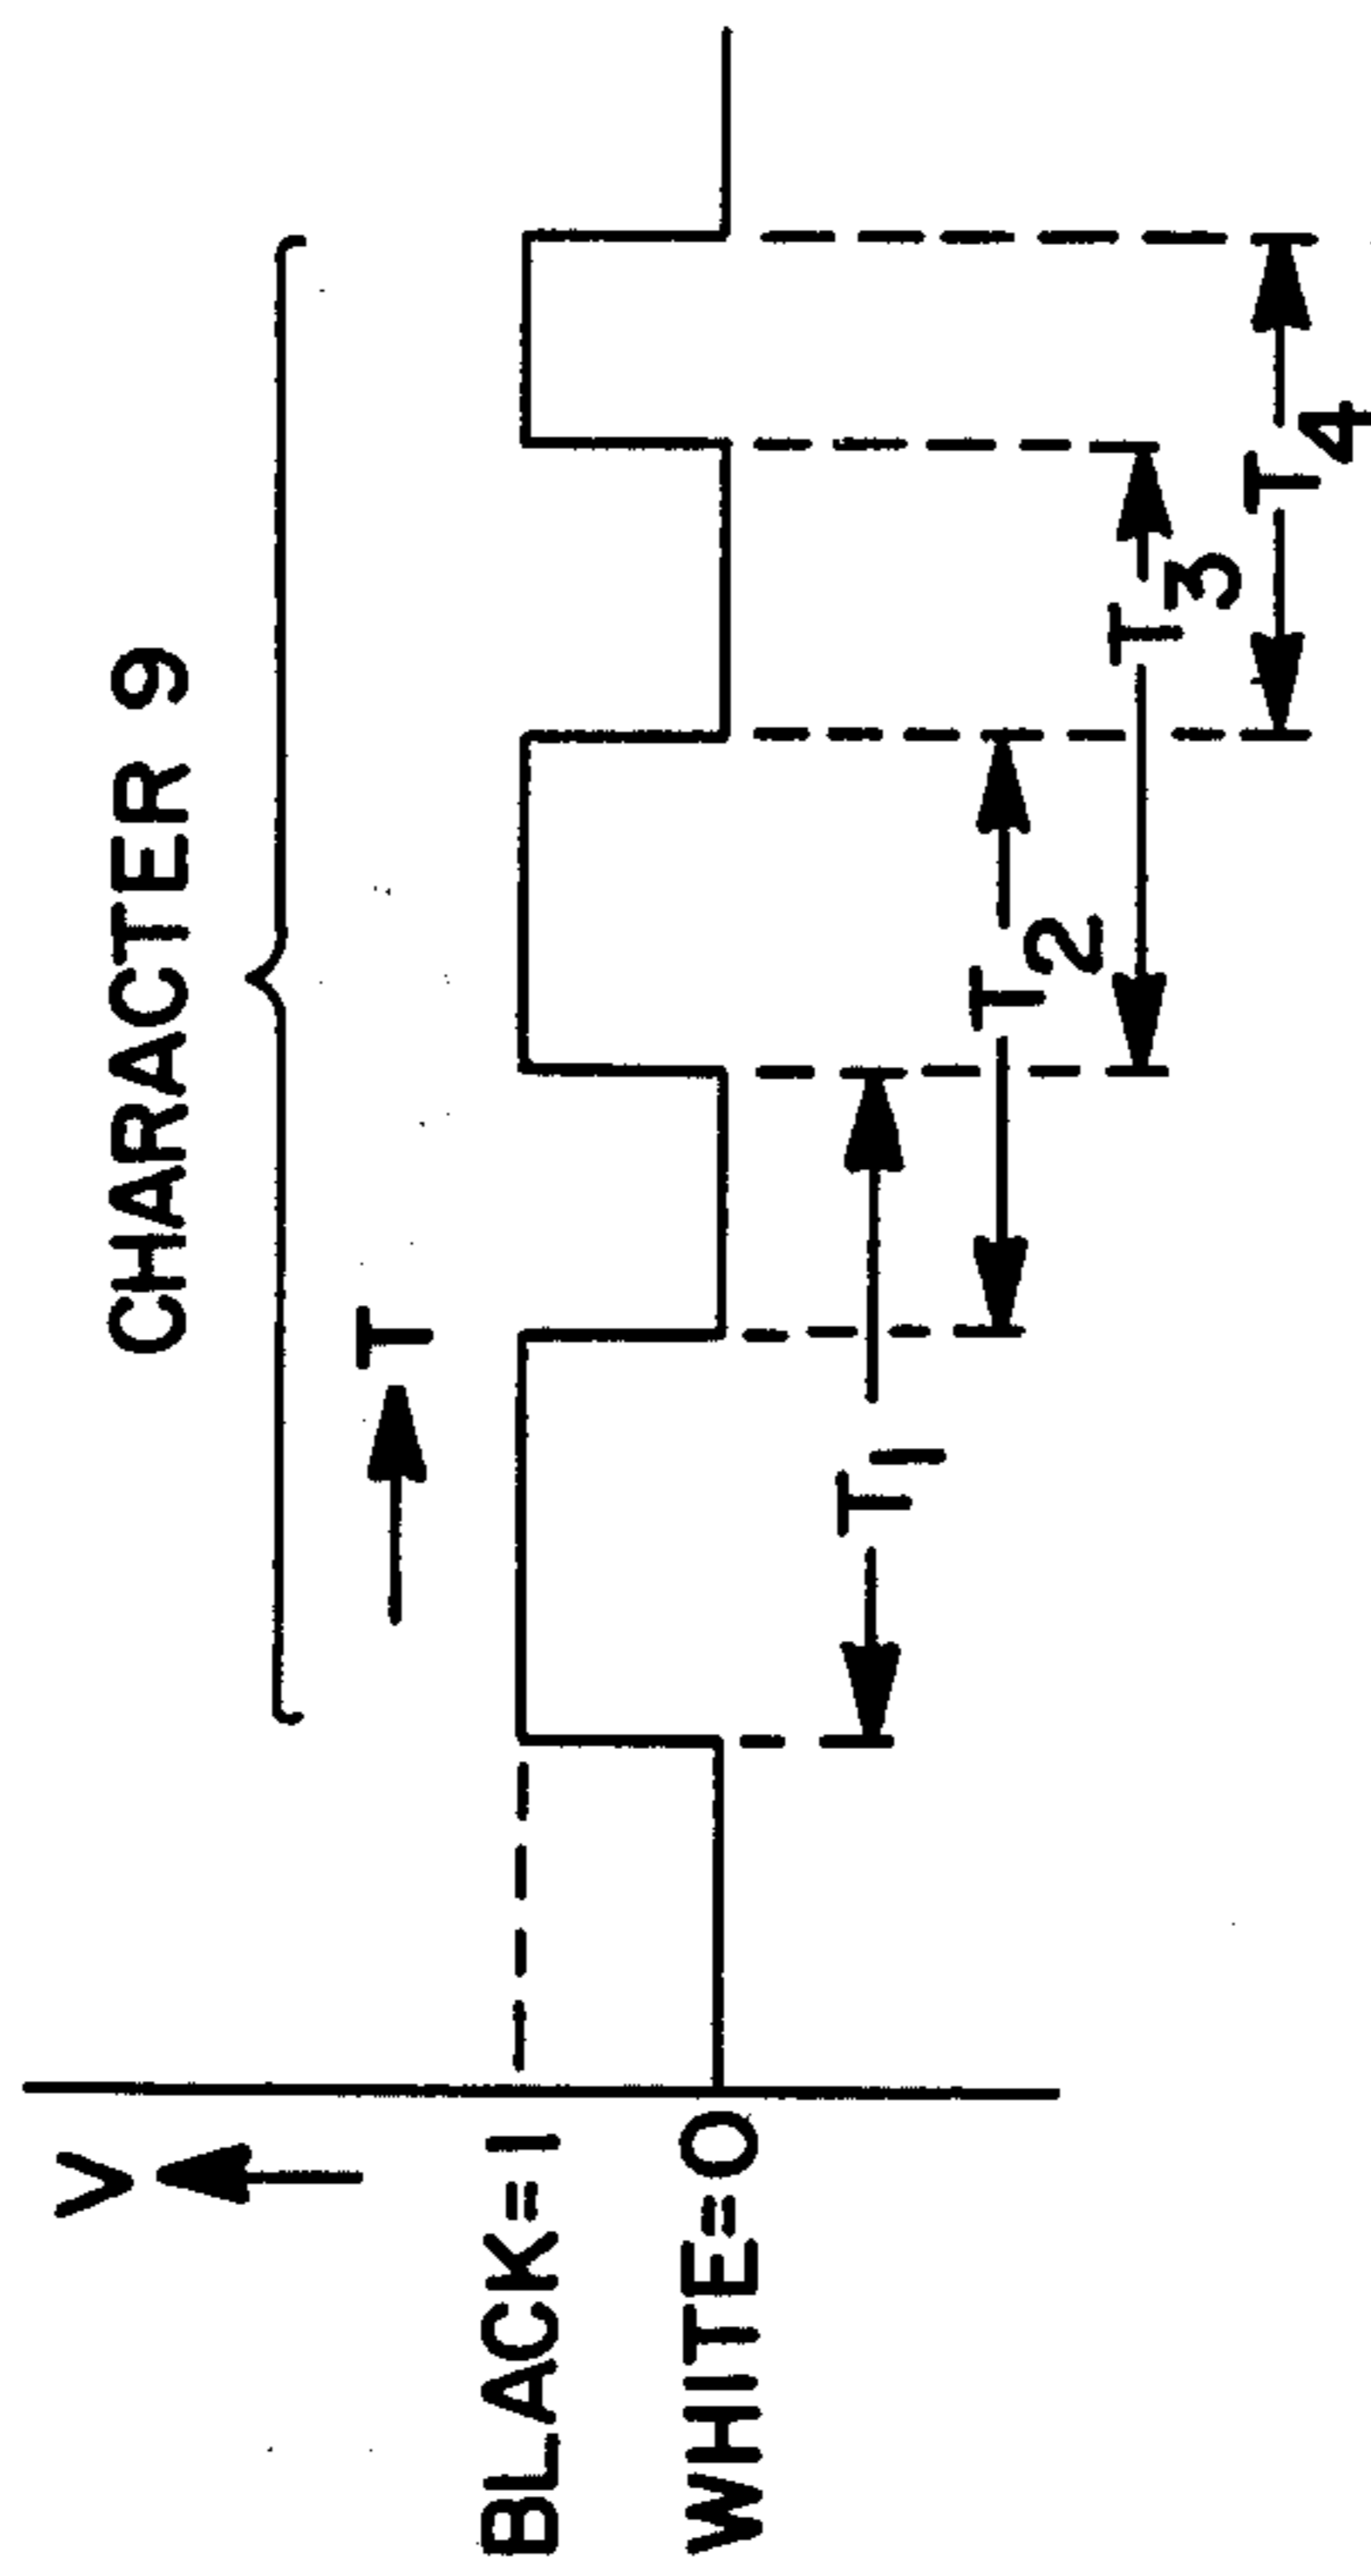 CHARACTER 9
V
T
BLACK=1
WHITE=0
T1
T2
T3
T4